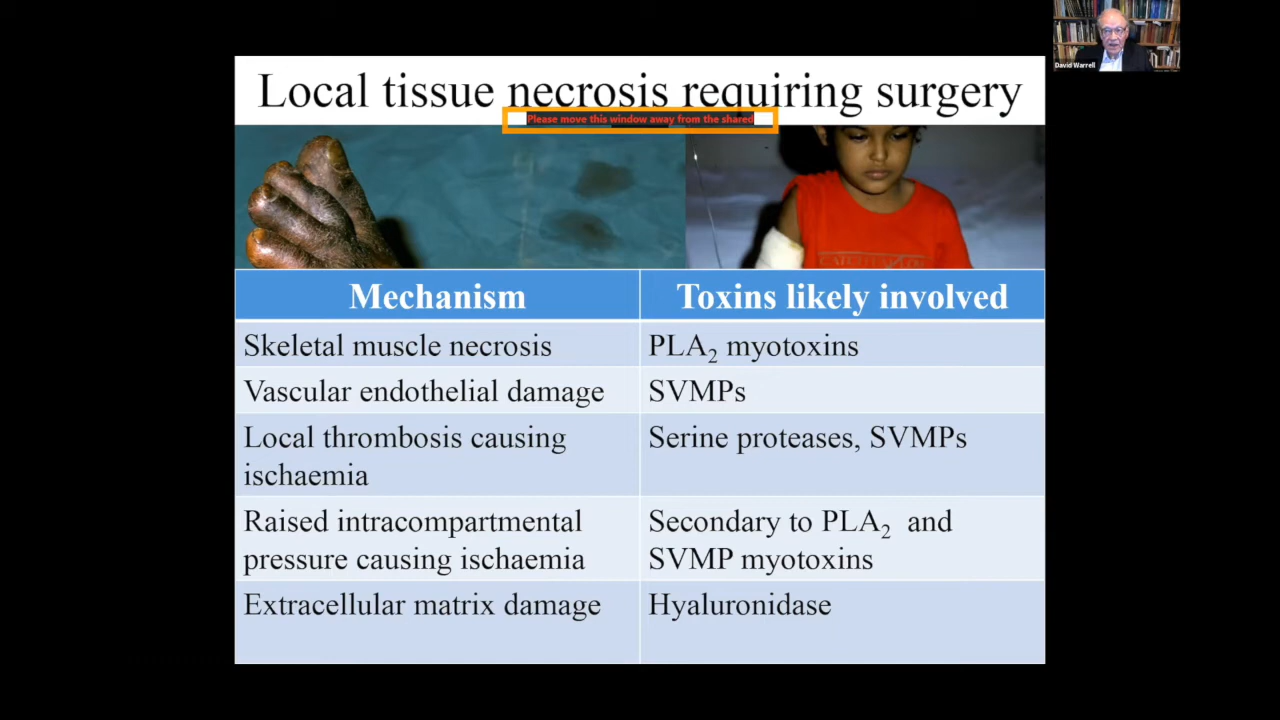 David Warrell
Local tissue necrosis requiring surgery
Please move this window away from the shared
Mechanism
Toxins likely involved
Skeletal muscle necrosis
PLA₂ myotoxins
Vascular endothelial damage
SVMPs
Local thrombosis causing
ischaemia
Serine proteases, SVMPs
Raised intracompartmental
pressure causing ischaemia
Secondary to PLA₂ and
SVMP myotoxins
Extracellular matrix damage
Hyaluronidase